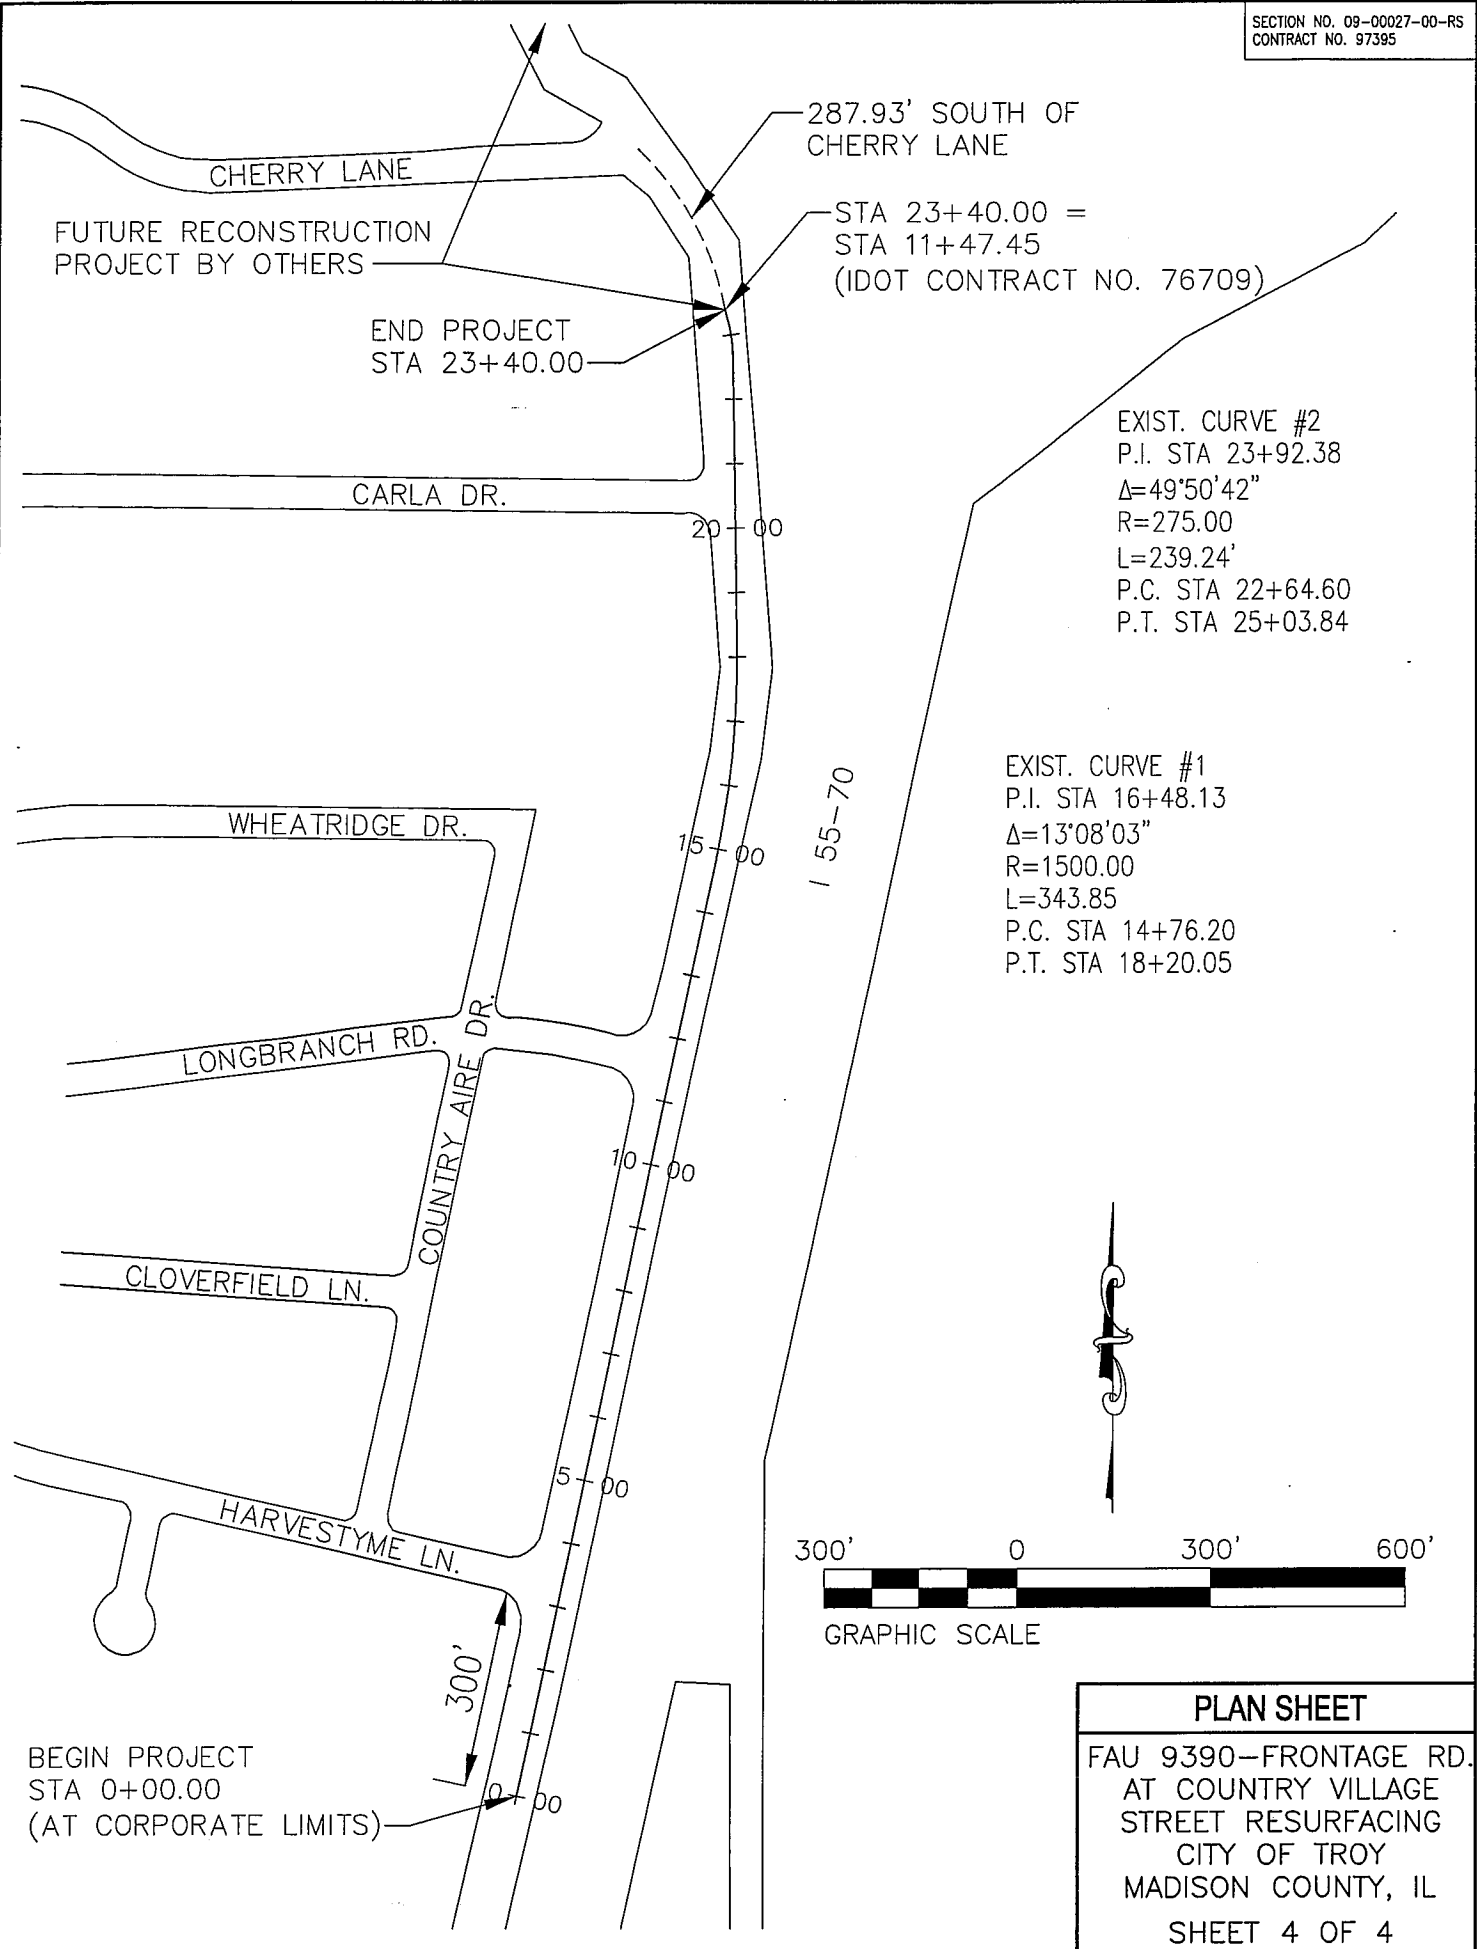 SECTION NO. 09-00027-00-RS
CONTRACT NO. 97395
287.93' SOUTH OF
CHERRY LANE
CHERRY LANE
STA 23+40.00 =
STA 11+47.45
(IDOT CONTRACT NO. 76709)
FUTURE RECONSTRUCTION
PROJECT BY OTHERS
END PROJECT
STA 23+40.00
EXIST. CURVE #2
P.I. STA 23+92.38
Δ=49°50'42"
R=275.00
L=239.24'
P.C. STA 22+64.60
P.T. STA 25+03.84
CARLA DR.
20+00
EXIST. CURVE #1
P.I. STA 16+48.13
Δ=13°08'03"
R=1500.00
L=343.85
P.C. STA 14+76.20
P.T. STA 18+20.05
I 55-70
WHEATRIDGE DR.
15+00
LONGBRANCH RD.
COUNTRY AIRE DR.
10+00
CLOVERFIELD LN.
5+00
HARVESTYME LN.
300' 0 300' 600'
GRAPHIC SCALE
300'
BEGIN PROJECT
STA 0+00.00
(AT CORPORATE LIMITS)
0+00
PLAN SHEET
FAU 9390-FRONTAGE RD.
AT COUNTRY VILLAGE
STREET RESURFACING
CITY OF TROY
MADISON COUNTY, IL
SHEET 4 OF 4